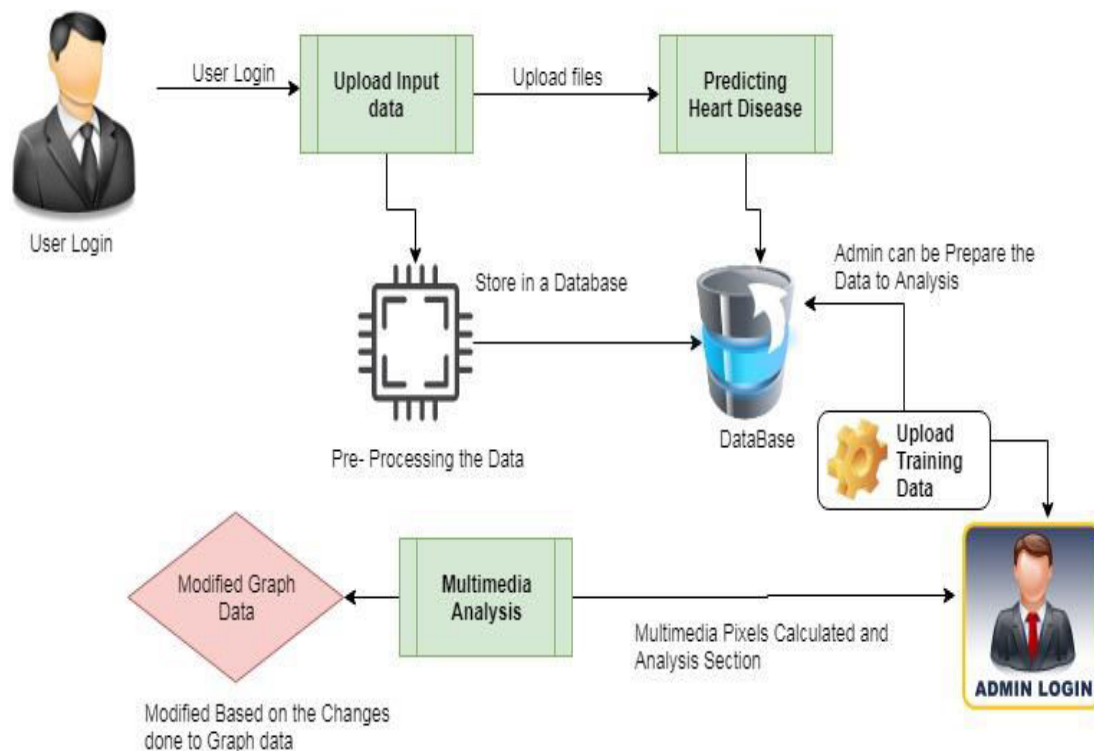 User Login
Upload Input
data
Upload files
Predicting
Heart Disease
User Login
Store in a Database
Admin can be Prepare the
Data to Analysis
Pre- Processing the Data
DataBase
Upload
Training
Data
Modified Graph
Data
Multimedia
Analysis
Multimedia Pixels Calculated and
Analysis Section
ADMIN LOGIN
Modified Based on the Changes
done to Graph data